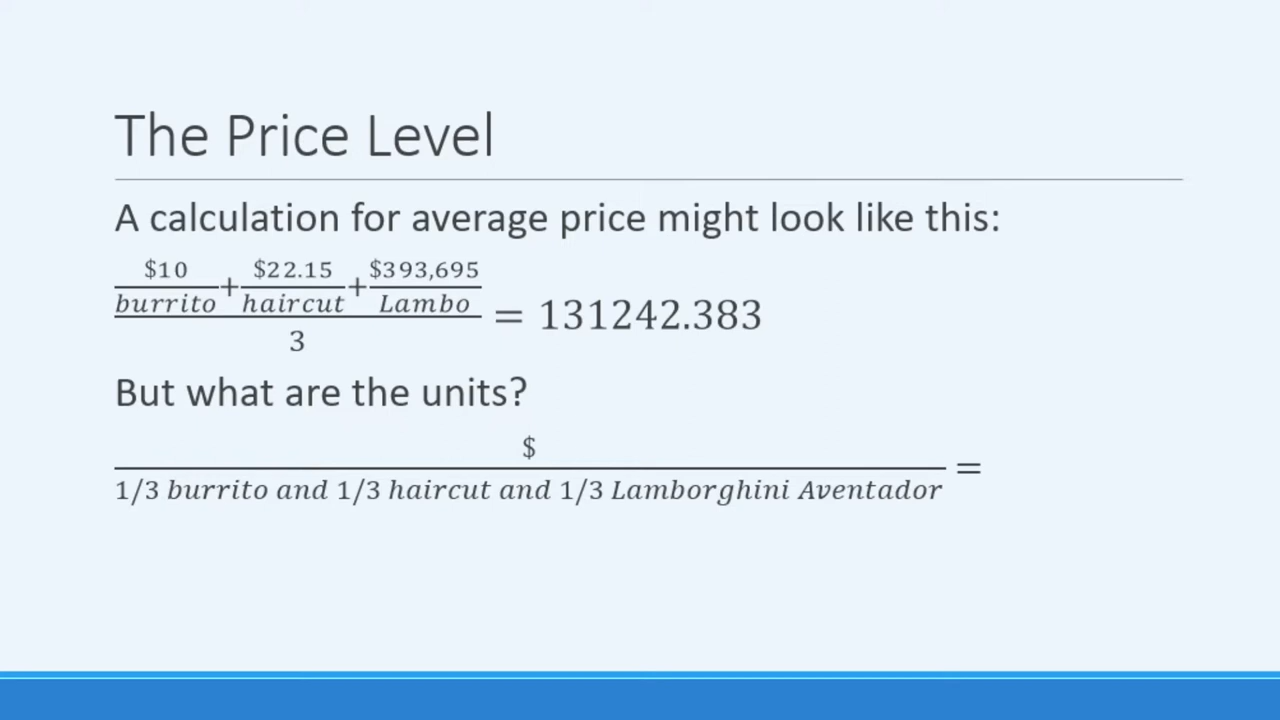 The Price Level
A calculation for average price might look like this:
$10 $22.15 $393,695
+ +
burrito haircut Lambo
= 131242.383
3
But what are the units?
$
=
1/3 burrito and 1/3 haircut and 1/3 Lamborghini Aventador